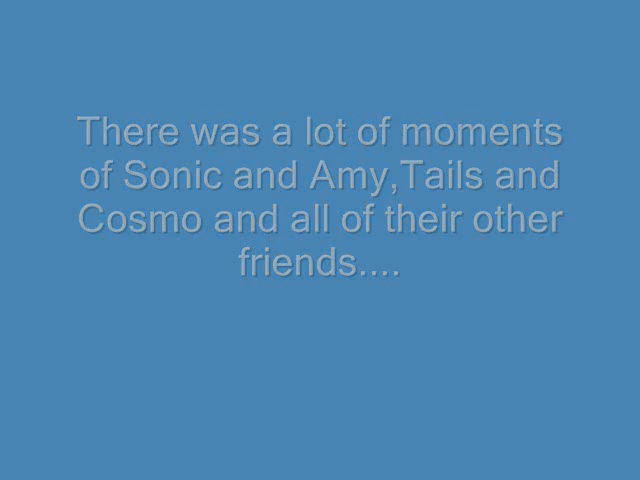 There was a lot of moments
of Sonic and Amy,Tails and
Cosmo and all of their other
friends....